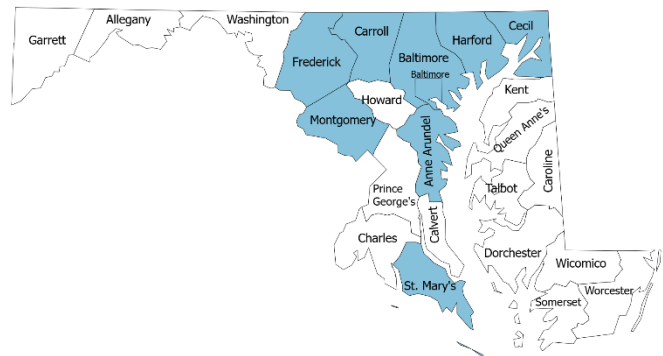 Garrett
Allegany
Washington
Frederick
Carroll
Baltimore
Baltimore
Harford
Cecil
Howard
Montgomery
Anne Arundel
Kent
Queen Anne's
Caroline
Talbot
Prince
George's
Calvert
Charles
St. Mary's
Dorchester
Wicomico
Somerset
Worcester